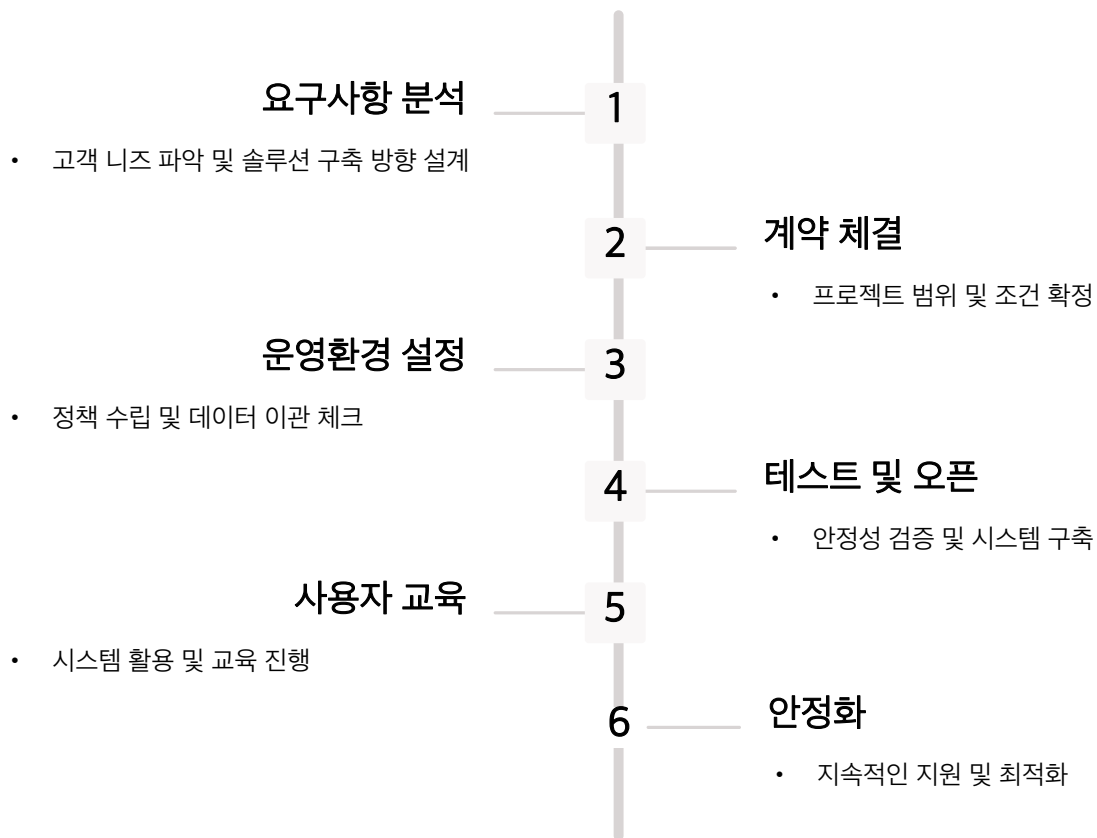 요구사항 분석
1
• 고객 니즈 파악 및 솔루션 구축 방향 설계
2
계약 체결
• 프로젝트 범위 및 조건 확정
운영환경 설정
3
• 정책 수립 및 데이터 이관 체크
4
테스트 및 오픈
• 안정성 검증 및 시스템 구축
사용자 교육
5
• 시스템 활용 및 교육 진행
6
안정화
• 지속적인 지원 및 최적화